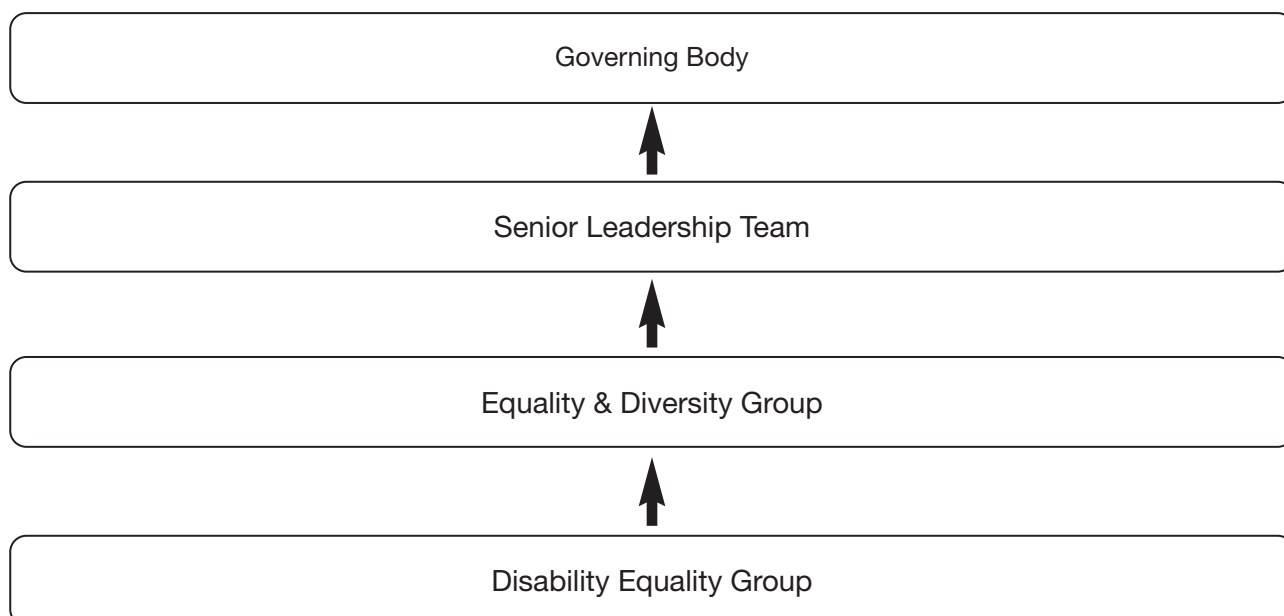 Governing Body
Senior Leadership Team
Equality & Diversity Group
Disability Equality Group